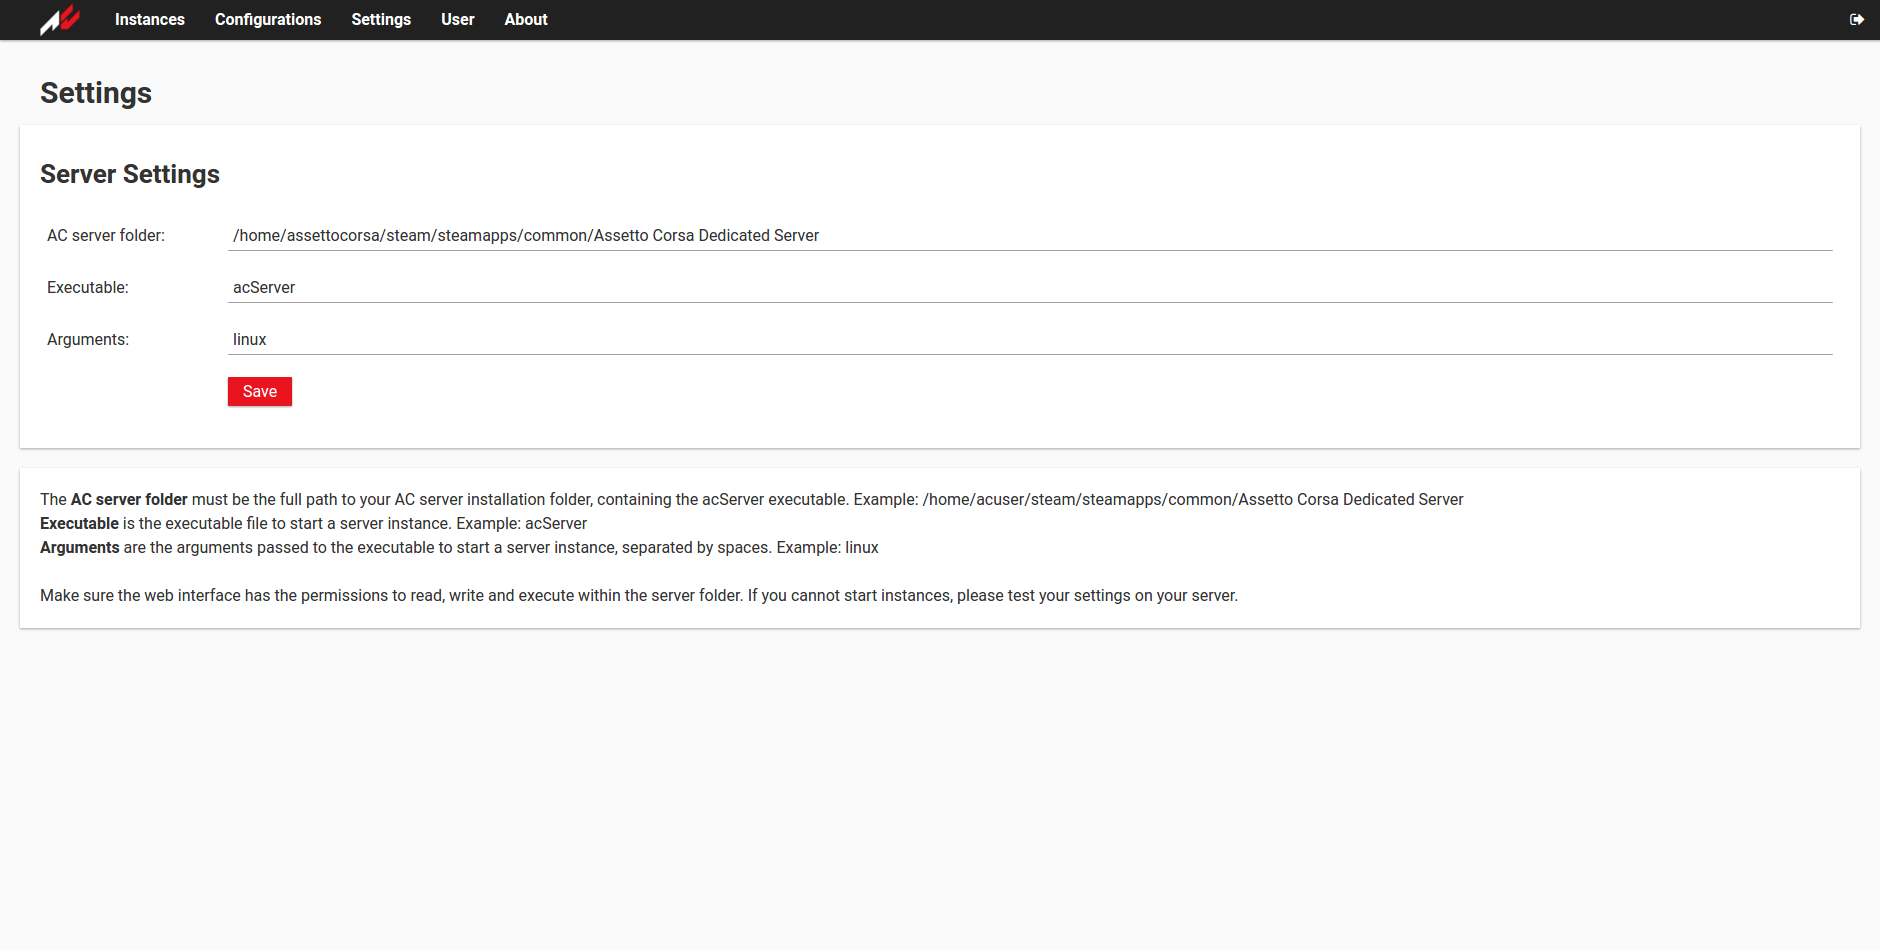 Instances Configurations Settings User About
Settings
Server Settings
AC server folder: /home/assettocorsa/steam/steamapps/common/Assetto Corsa Dedicated Server
Executable: acServer
Arguments: linux
Save
The AC server folder must be the full path to your AC server installation folder, containing the acServer executable. Example: /home/acuser/steam/steamapps/common/Assetto Corsa Dedicated Server
Executable is the executable file to start a server instance. Example: acServer
Arguments are the arguments passed to the executable to start a server instance, separated by spaces. Example: linux
Make sure the web interface has the permissions to read, write and execute within the server folder. If you cannot start instances, please test your settings on your server.